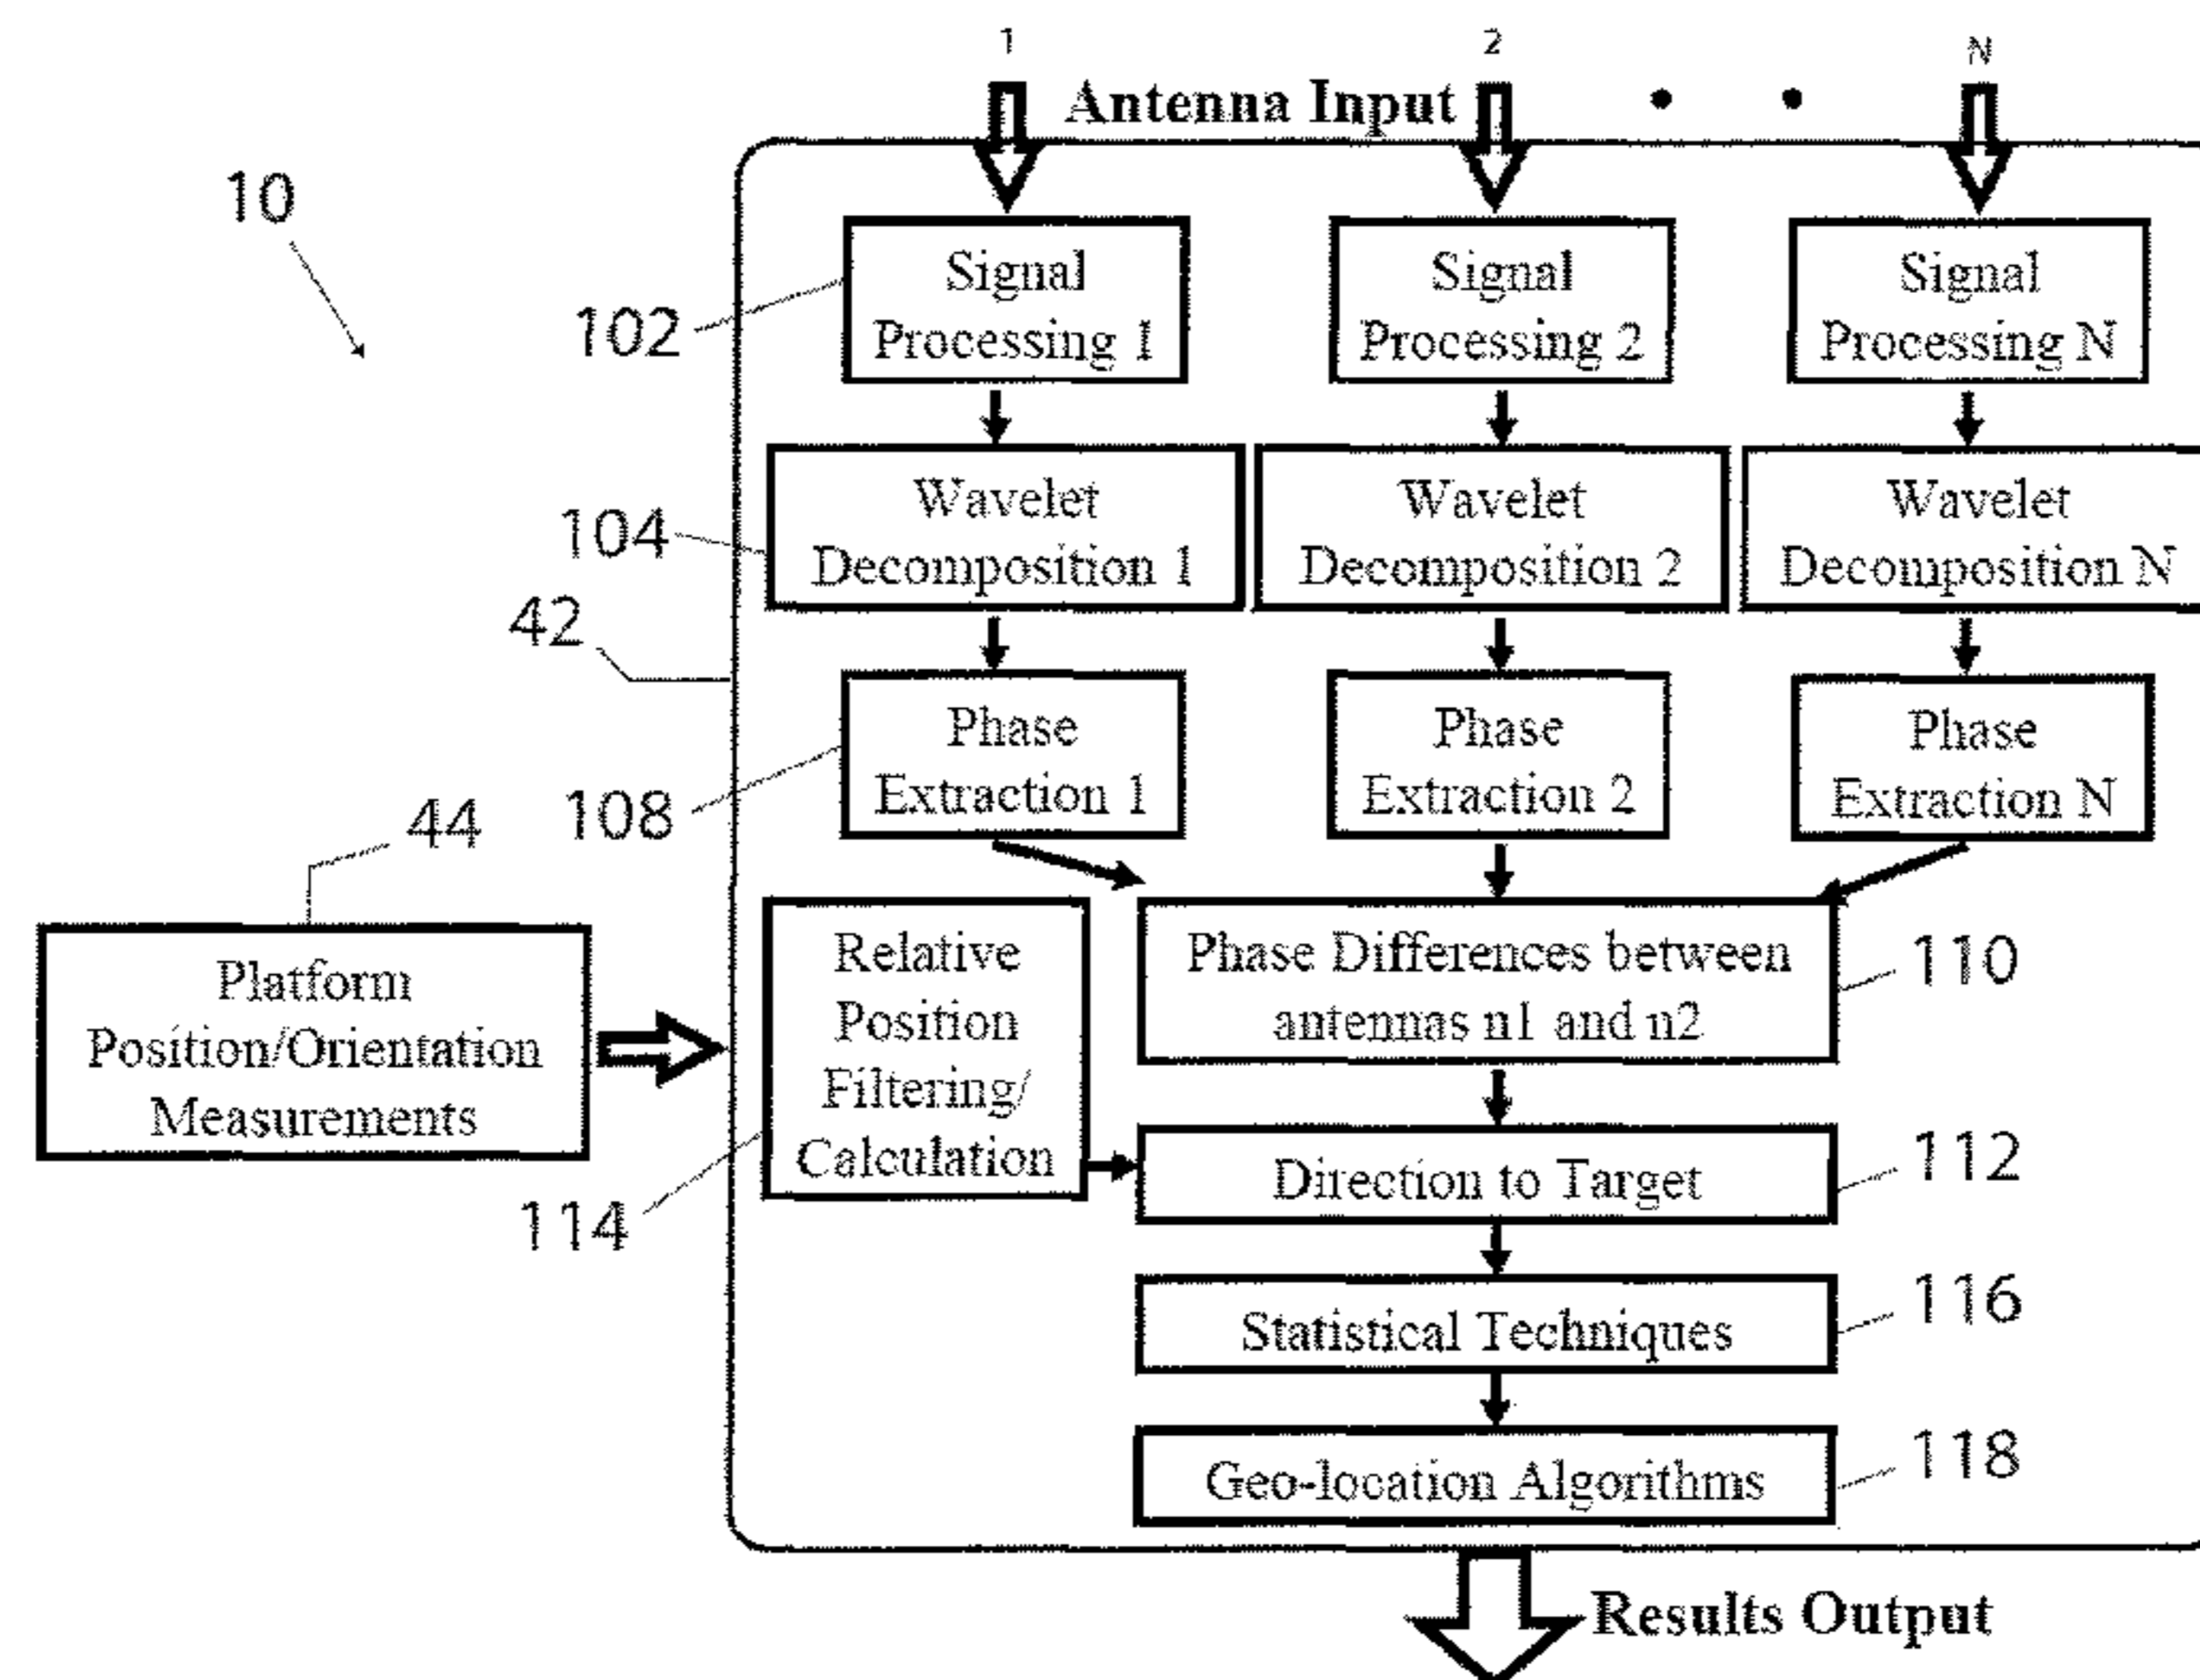 1
2
N
Antenna Input
10
102
Signal
Processing 1
Signal
Processing 2
Signal
Processing N
104
Wavelet
Decomposition 1
Wavelet
Decomposition 2
Wavelet
Decomposition N
42
108
Phase
Extraction 1
Phase
Extraction 2
Phase
Extraction N
44
Platform
Position/Orientation
Measurements
114
Relative
Position
Filtering/
Calculation
Phase Differences between
antennas n1 and n2
110
Direction to Target
112
Statistical Techniques
116
Geo-location Algorithms
118
Results Output